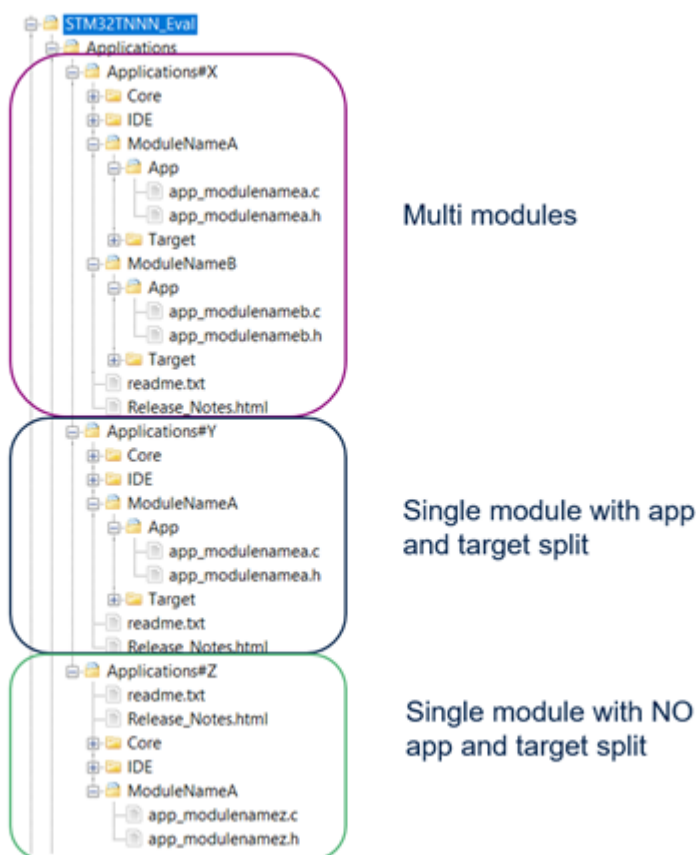 STM32TNNN_Eval
Applications
Applications#X
Core
IDE
ModuleNameA
App
app_modulenamea.c
app_modulenamea.h
Target
ModuleNameB
App
app_modulenameb.c
app_modulenameb.h
Target
readme.txt
Release_Notes.html
Multi modules
Applications#Y
Core
IDE
ModuleNameA
App
app_modulenamea.c
app_modulenamea.h
Target
readme.txt
Release_Notes.html
Single module with app
and target split
Applications#Z
readme.txt
Release_Notes.html
Core
IDE
ModuleNameA
app_modulenamez.c
app_modulenamez.h
Single module with NO
app and target split